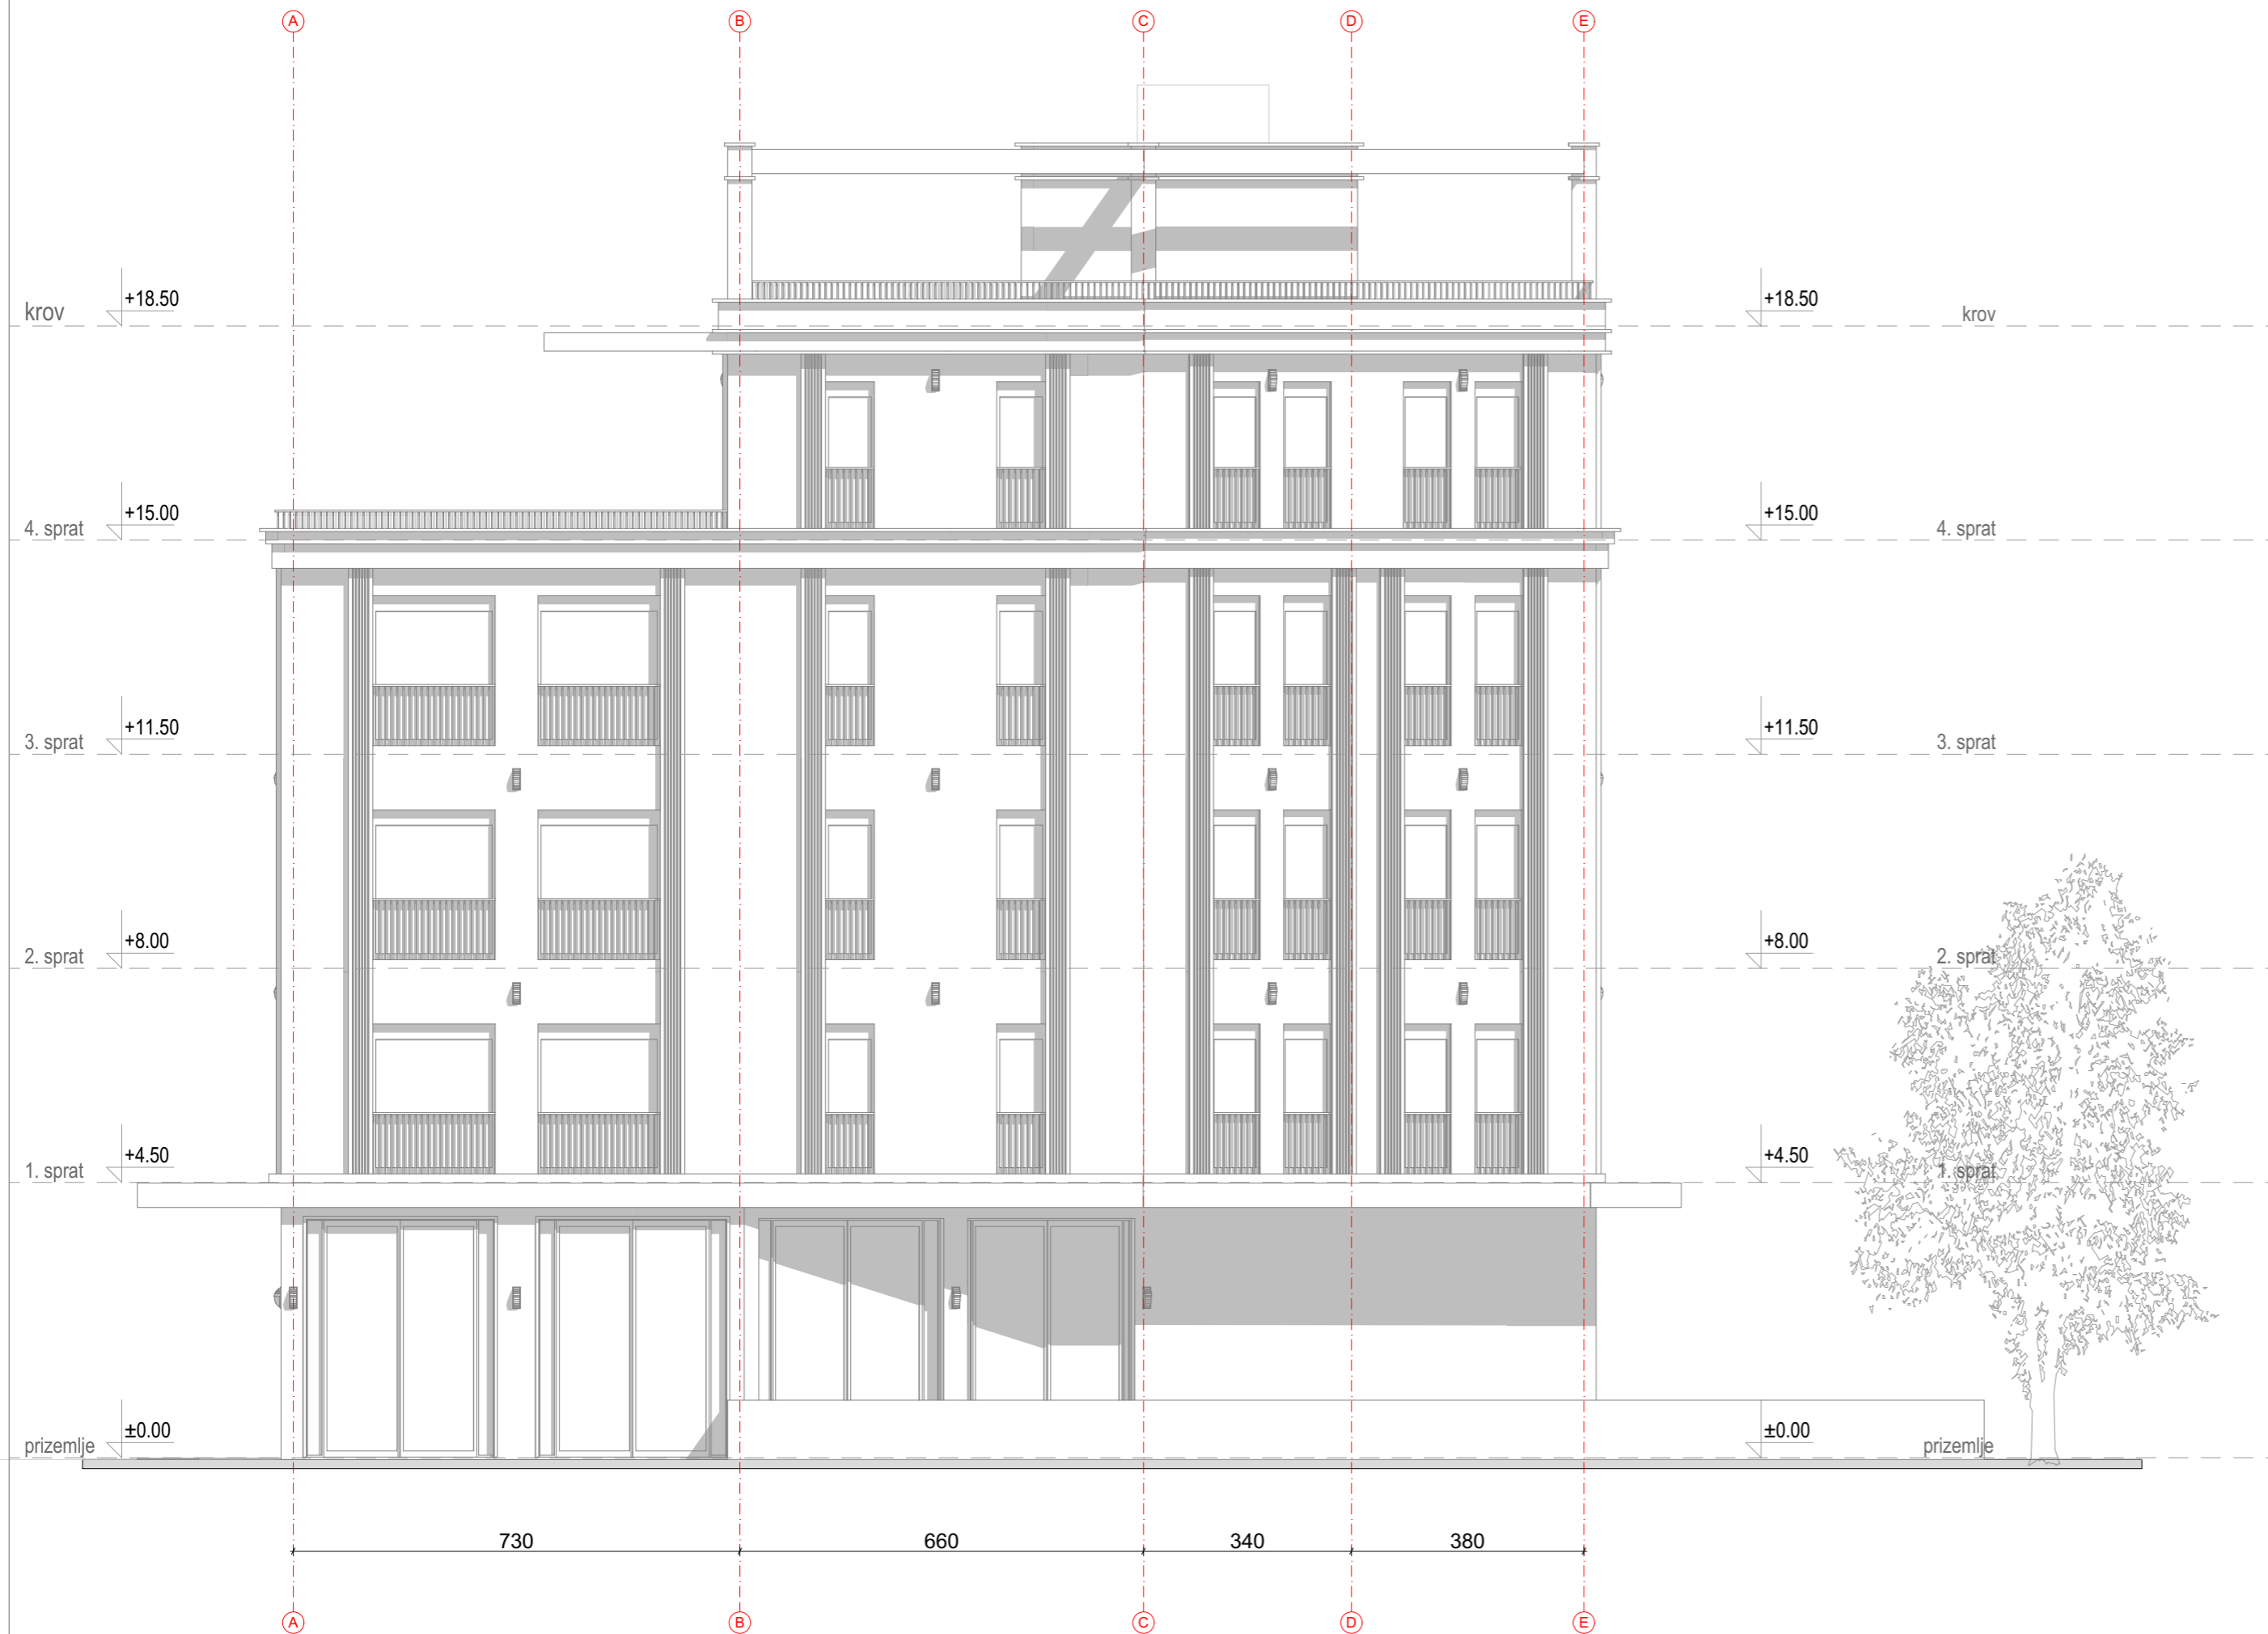 A B C D E
+18.50 +18.50
krov krov
+15.00 +15.00
4. sprat 4. sprat
+11.50 +11.50
3. sprat 3. sprat
+8.00 +8.00
2. sprat 2. sprat
+4.50 +4.50
1. sprat 1. sprat
±0.00 ±0.00
prizemlje prizemlje
730 660 340 380
A B C D E